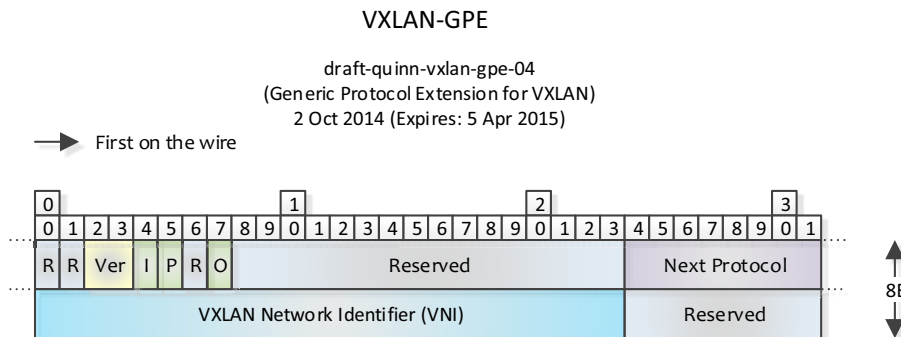 VXLAN-GPE
draft-quinn-vxlan-gpe-04
(Generic Protocol Extension for VXLAN)
2 Oct 2014 (Expires: 5 Apr 2015)
First on the wire
0 1 2 3
0 1 2 3 4 5 6 7 8 9 0 1 2 3 4 5 6 7 8 9 0 1 2 3 4 5 6 7 8 9 0 1
R R Ver I P R O Reserved Next Protocol
8B
VXLAN Network Identifier (VNI) Reserved